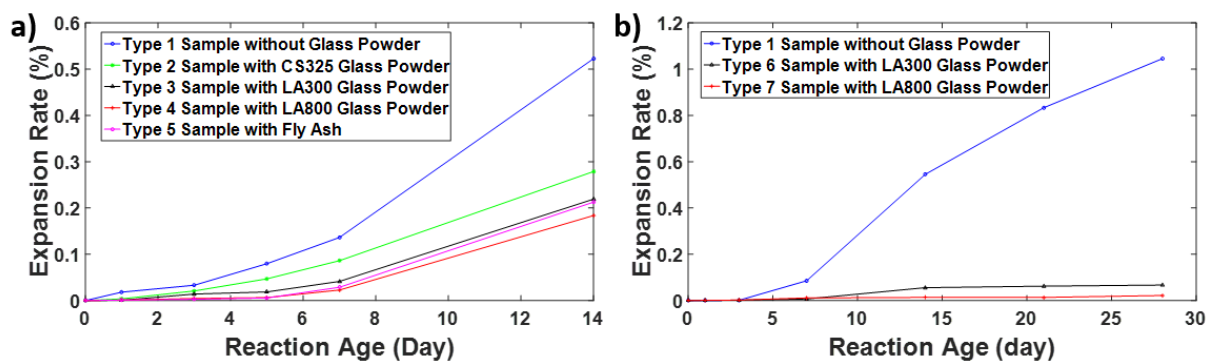 a)
Expansion Rate (%)
0.6
0.5
0.4
0.3
0.2
0.1
0
Type 1 Sample without Glass Powder
Type 2 Sample with CS325 Glass Powder
Type 3 Sample with LA300 Glass Powder
Type 4 Sample with LA800 Glass Powder
Type 5 Sample with Fly Ash
0 2 4 6 8 10 12 14
Reaction Age (Day)
b)
Expansion Rate (%)
1.2
1
0.8
0.6
0.4
0.2
0
Type 1 Sample without Glass Powder
Type 6 Sample with LA300 Glass Powder
Type 7 Sample with LA800 Glass Powder
0 5 10 15 20 25 30
Reaction Age (day)